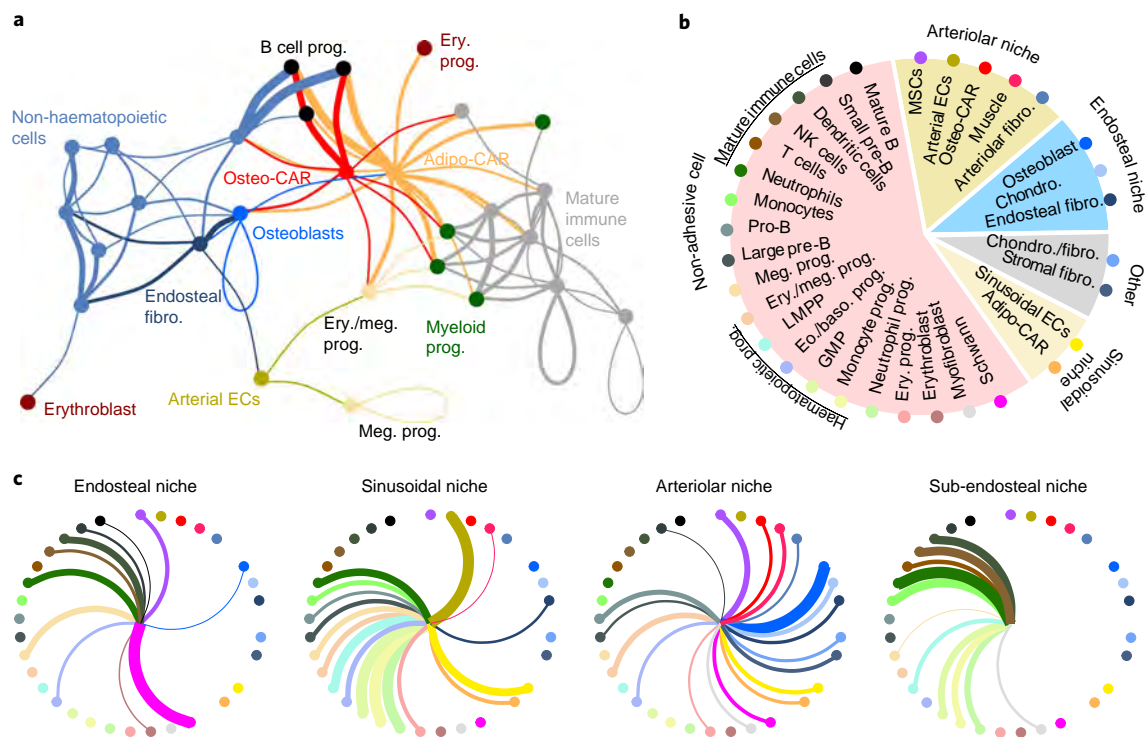 a
B cell prog.
Ery.
prog.
Non-haematopoietic
cells
Osteo-CAR
Adipo-CAR
Osteoblasts
Mature
immune
cells
Endosteal
fibro.
Ery./meg.
prog.
Myeloid
prog.
Arterial ECs
Erythroblast
Meg. prog.
b
Arteriolar niche
MSCs
Arterial ECs
Osteo-CAR
Muscle
Arteriolar fibro.
Endosteal niche
Osteoblast
Chondro.
Endosteal fibro.
Other
Chondro./fibro.
Stromal fibro.
Sinusoidal
niche
Sinusoidal ECs
Adipo-CAR
Non-adhesive cell
Mature immune cells
Mature B
Small pre-B
Dendritic cells
NK cells
T cells
Neutrophils
Monocytes
Pro-B
Large pre-B
Meg. prog.
Ery./meg. prog.
LMPP
Eo./baso. prog.
GMP
Monocyte prog.
Neutrophil prog.
Ery. prog.
Erythroblast
Myofibroblast
Schwann
Haematopoietic prog.
c
Endosteal niche
Sinusoidal niche
Arteriolar niche
Sub-endosteal niche